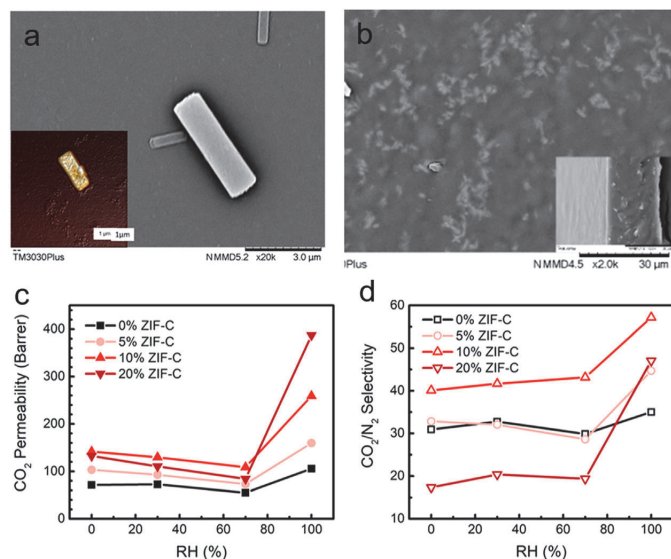 a
1 µm 1µm
TM3030Plus NMMD5.2 x20k 3.0 µm
b
)Plus NMMD4.5 x2.0k 30 µm
c
CO₂ Permeability (Barrer)
400
300
200
100
0
0% ZIF-C
5% ZIF-C
10% ZIF-C
20% ZIF-C
0 20 40 60 80 100
RH (%)
d
CO₂/N₂ Selectivity
60
50
40
30
20
10
0% ZIF-C
5% ZIF-C
10% ZIF-C
20% ZIF-C
0 20 40 60 80 100
RH (%)